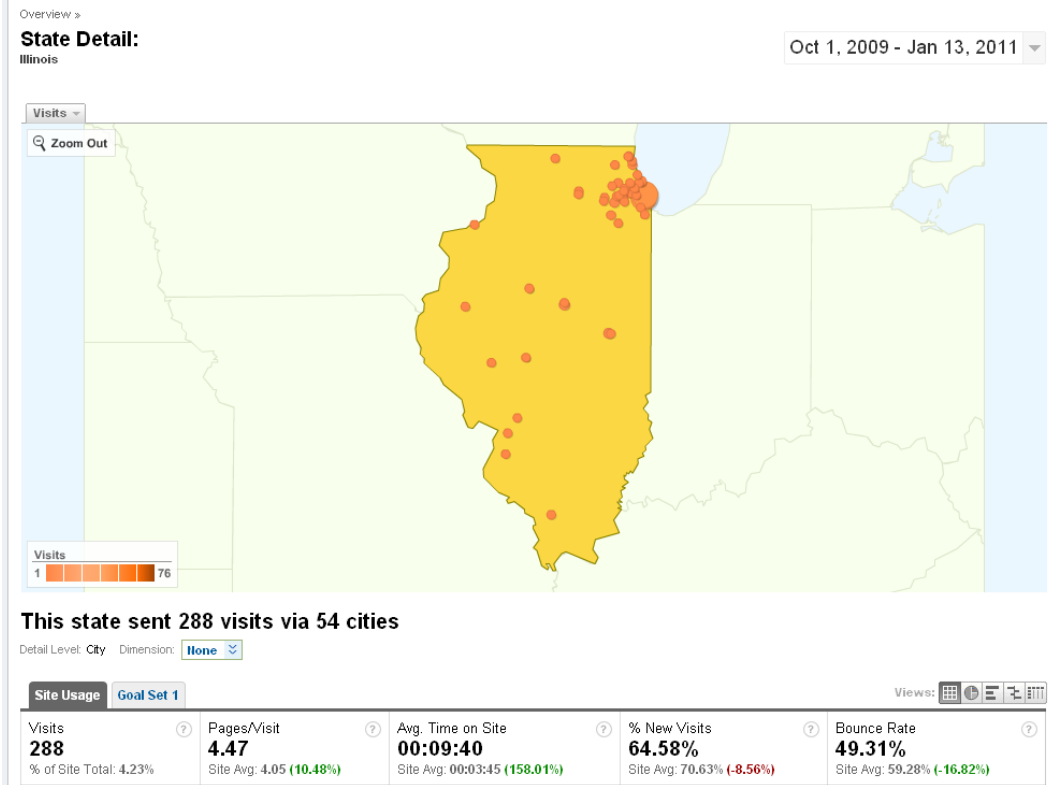 Overview »
State Detail:
Illinois
Oct 1, 2009 - Jan 13, 2011
Visits
Zoom Out
Visits
1 76
This state sent 288 visits via 54 cities
Detail Level: City Dimension: None
Site Usage Goal Set 1 Views:
Visits ? Pages/Visit ? Avg. Time on Site ? % New Visits ? Bounce Rate ?
288 4.47 00:09:40 64.58% 49.31%
% of Site Total: 4.23% Site Avg: 4.05 (10.48%) Site Avg: 00:03:45 (158.01%) Site Avg: 70.63% (-8.56%) Site Avg: 59.28% (-16.82%)